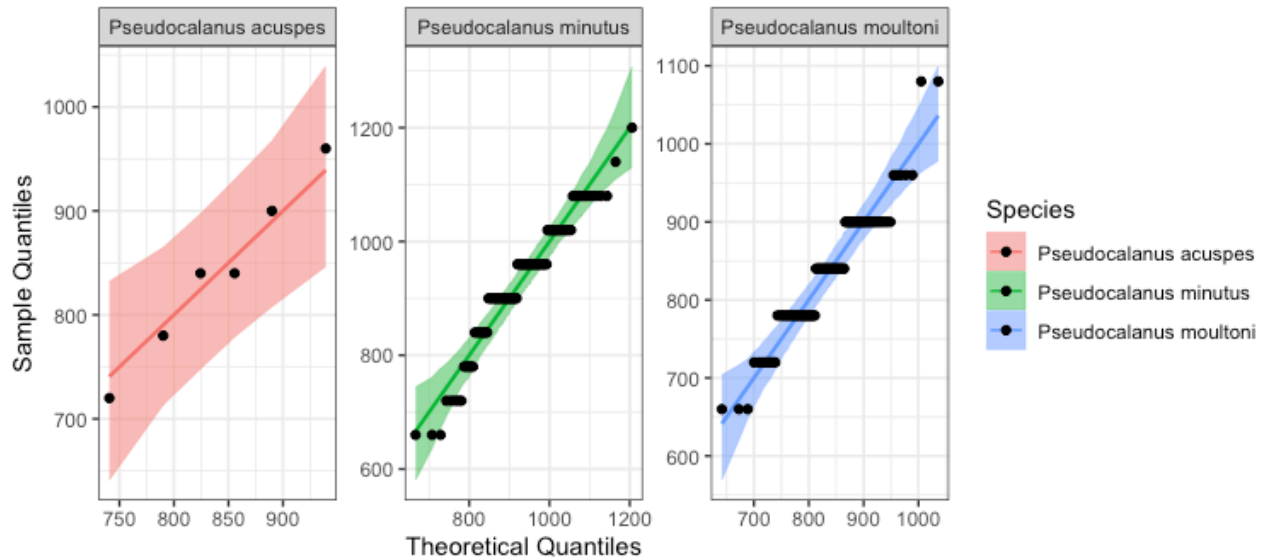 Pseudocalanus acuspes
Pseudocalanus minutus
Pseudocalanus moultoni
Sample Quantiles
1000
900
800
700
750 800 850 900
1200
1000
800
600
800 1000 1200
1100
1000
900
800
700
600
700 800 900 1000
Theoretical Quantiles
Species
Pseudocalanus acuspes
Pseudocalanus minutus
Pseudocalanus moultoni